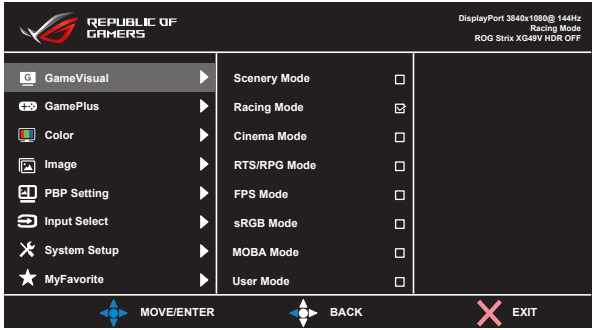 REPUBLIC OF
GAMERS
DisplayPort 3840x1080@ 144Hz
Racing Mode
ROG Strix XG49V HDR OFF
G GameVisual
GamePlus
Color
Image
PBP Setting
Input Select
System Setup
MyFavorite
Scenery Mode
Racing Mode
Cinema Mode
RTS/RPG Mode
FPS Mode
sRGB Mode
MOBA Mode
User Mode
MOVE/ENTER
BACK
EXIT